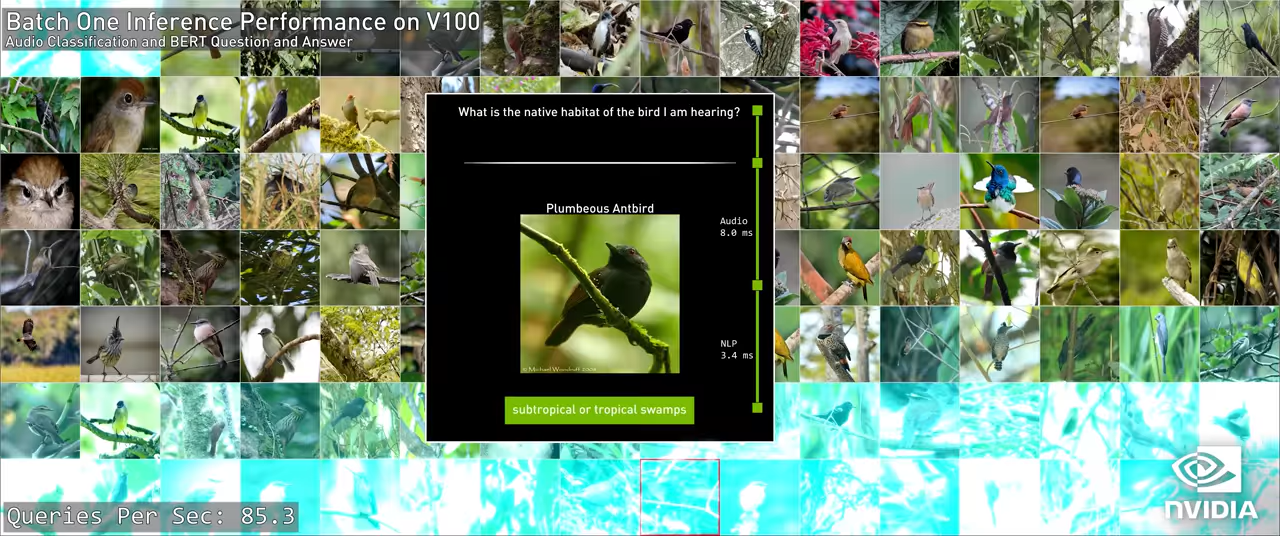 Batch One Inference Performance on V100
Audio Classification and BERT Question and Answer
What is the native habitat of the bird I am hearing?
Plumbeous Antbird
Audio
8.0 ms
NLP
3.4 ms
subtropical or tropical swamps
Queries Per Sec: 85.3
NVIDIA